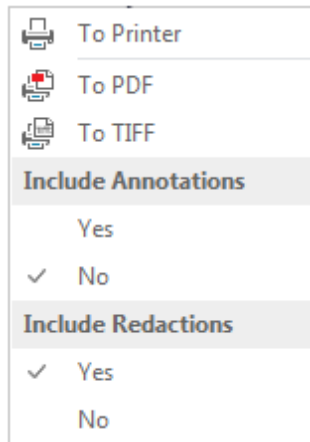 To Printer
To PDF
To TIFF
Include Annotations
Yes
No
Include Redactions
Yes
No